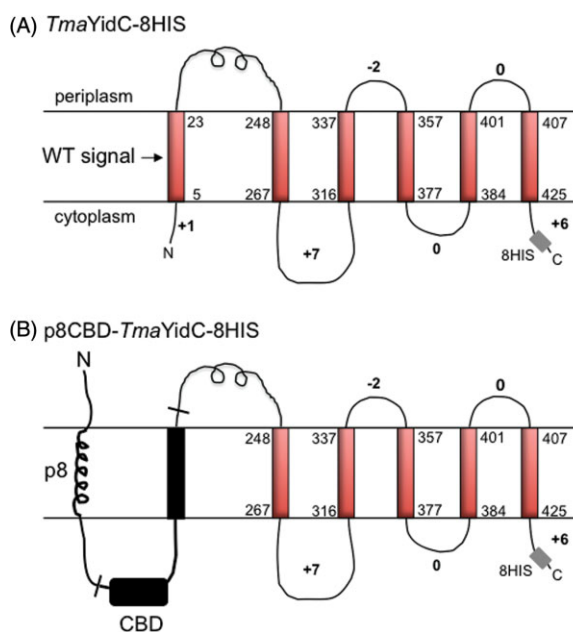 (A) TmaYidC-8HIS
-2 0
periplasm
23 248 337 357 401 407
WT signal
5 267 316 377 384 425
cytoplasm
+1 +6
N +7 0 8HIS C
(B) p8CBD-TmaYidC-8HIS
N
-2 0
248 337 357 401 407
p8
267 316 377 384 425
+6
+7 0 8HIS C
CBD